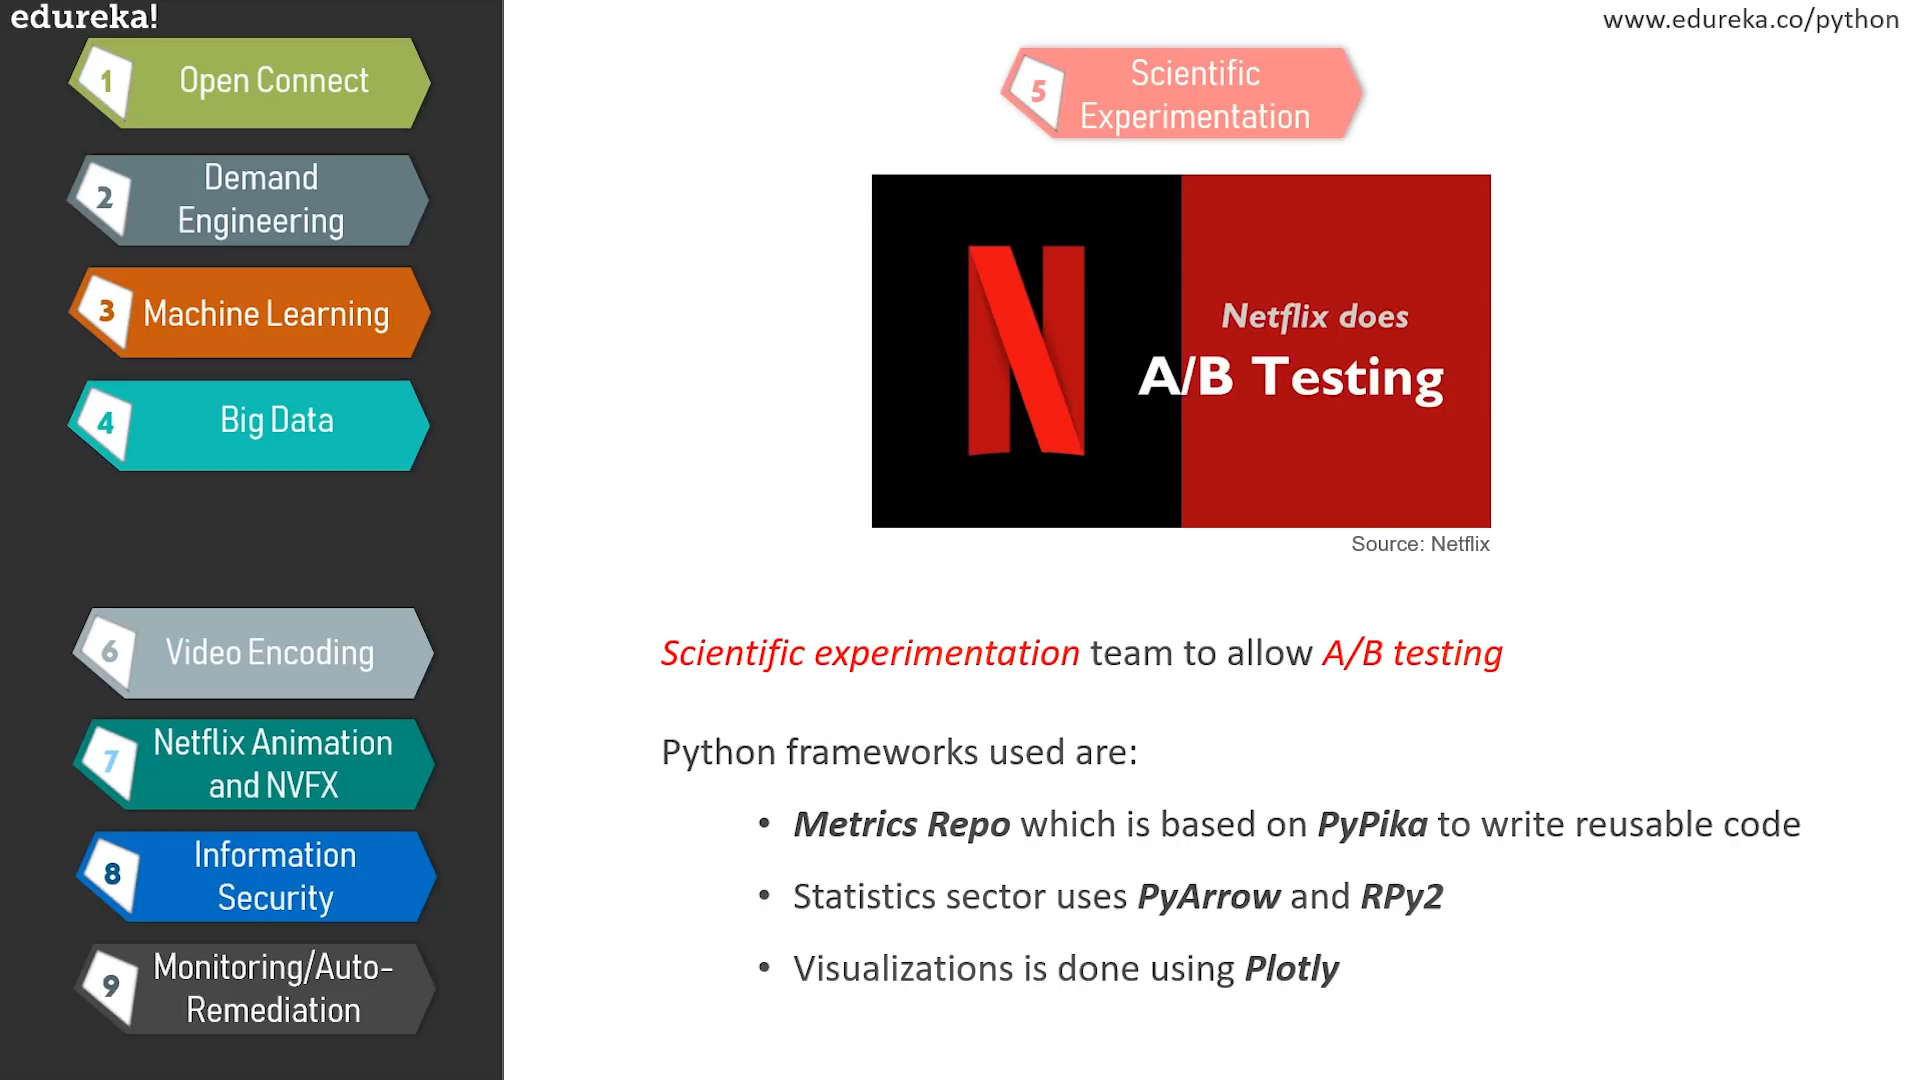 edureka!
www.edureka.co/python
1 Open Connect
2 Demand
Engineering
3 Machine Learning
4 Big Data
6 Video Encoding
7 Netflix Animation
and NVFX
8 Information
Security
9 Monitoring/Auto-
Remediation
5 Scientific
Experimentation
N
Netflix does
A/B Testing
Source: Netflix
Scientific experimentation team to allow A/B testing
Python frameworks used are:
• Metrics Repo which is based on PyPika to write reusable code
• Statistics sector uses PyArrow and RPy2
• Visualizations is done using Plotly